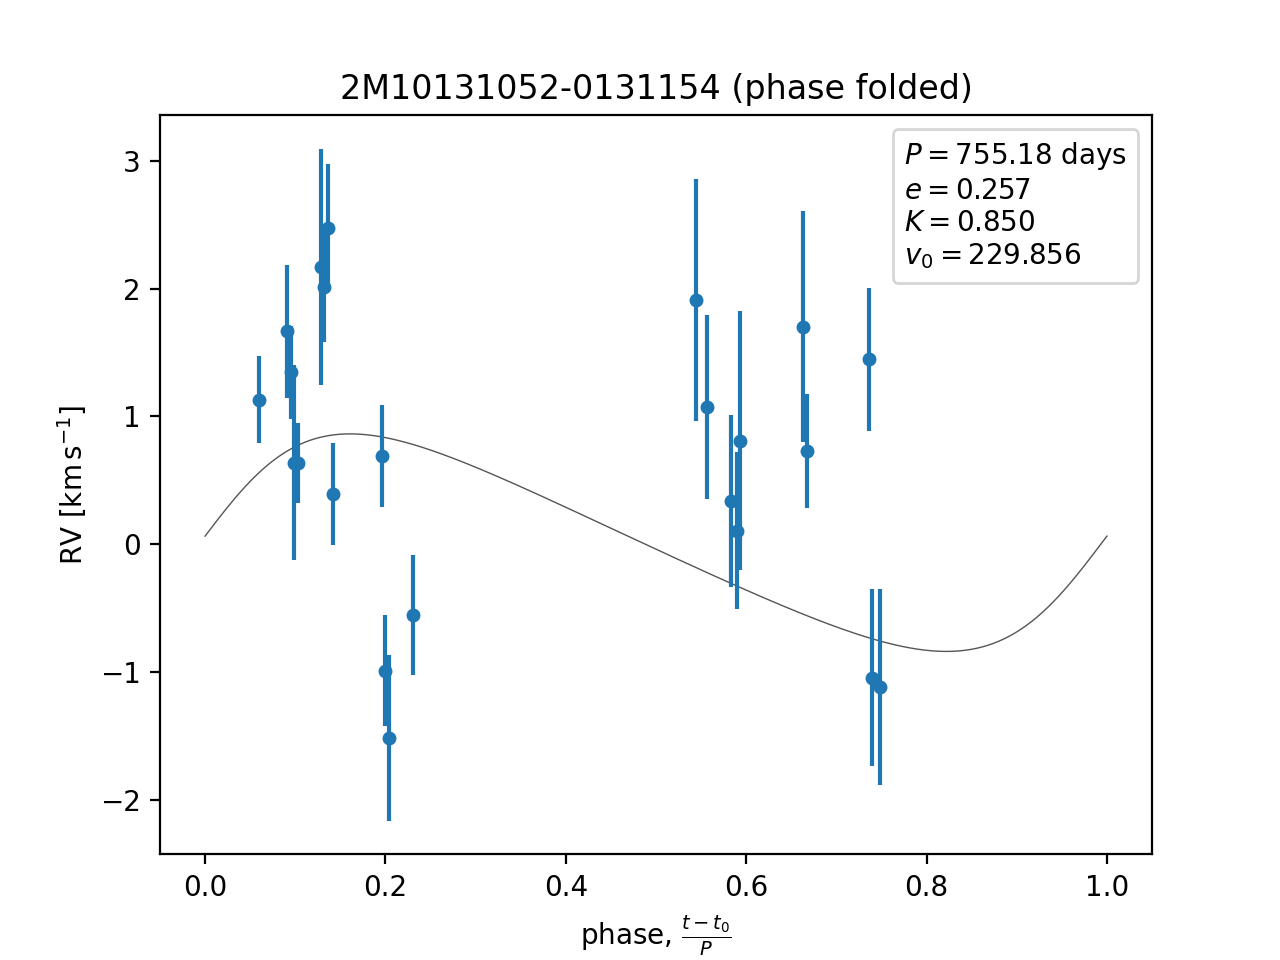 2M10131052-0131154 (phase folded)
P = 755.18 days
e = 0.257
K = 0.850
v₀ = 229.856
3
2
1
0
−1
−2
RV [km s⁻¹]
0.0 0.2 0.4 0.6 0.8 1.0
phase, (t − t₀)/P